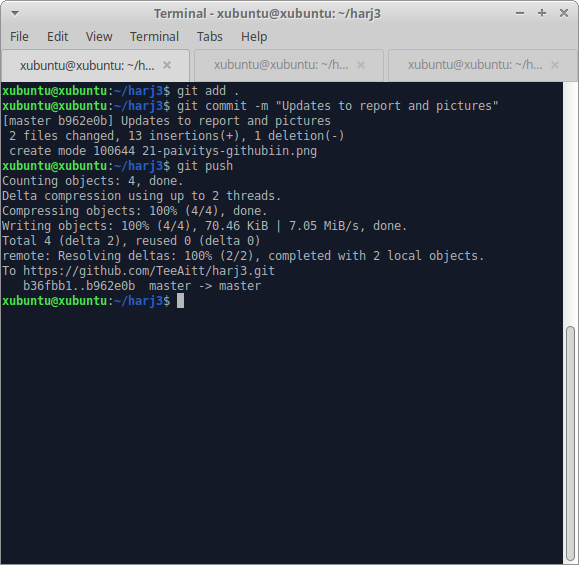 Terminal - xubuntu@xubuntu: ~/harj3
File Edit View Terminal Tabs Help
xubuntu@xubuntu: ~/h... xubuntu@xubuntu: ~/h... xubuntu@xubuntu: ~/h...
xubuntu@xubuntu:~/harj3$ git add .
xubuntu@xubuntu:~/harj3$ git commit -m "Updates to report and pictures"
[master b962e0b] Updates to report and pictures
 2 files changed, 13 insertions(+), 1 deletion(-)
 create mode 100644 21-paivitys-githubiin.png
xubuntu@xubuntu:~/harj3$ git push
Counting objects: 4, done.
Delta compression using up to 2 threads.
Compressing objects: 100% (4/4), done.
Writing objects: 100% (4/4), 70.46 KiB | 7.05 MiB/s, done.
Total 4 (delta 2), reused 0 (delta 0)
remote: Resolving deltas: 100% (2/2), completed with 2 local objects.
To https://github.com/TeeAitt/harj3.git
   b36fbb1..b962e0b  master -> master
xubuntu@xubuntu:~/harj3$